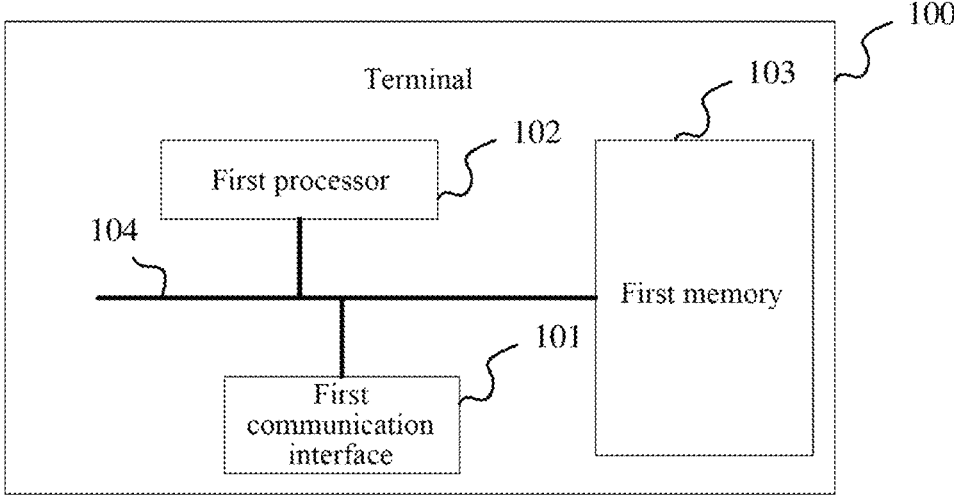 100
Terminal
103
102
First processor
104
First memory
101
First
communication
interface